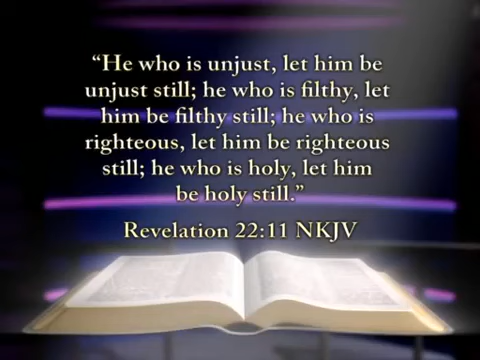 “He who is unjust, let him be
unjust still; he who is filthy, let
him be filthy still; he who is
righteous, let him be righteous
still; he who is holy, let him
be holy still.”
Revelation 22:11 NKJV